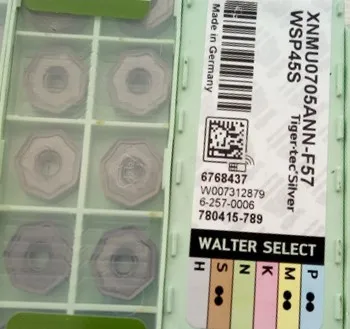 XNMU0705ANN-F57
WSP45S
Tiger·tec Silver
Made in Germany
6768437
W007312879
6-257-0006
780415-789
WALTER SELECT
P
M
K
N
S
H